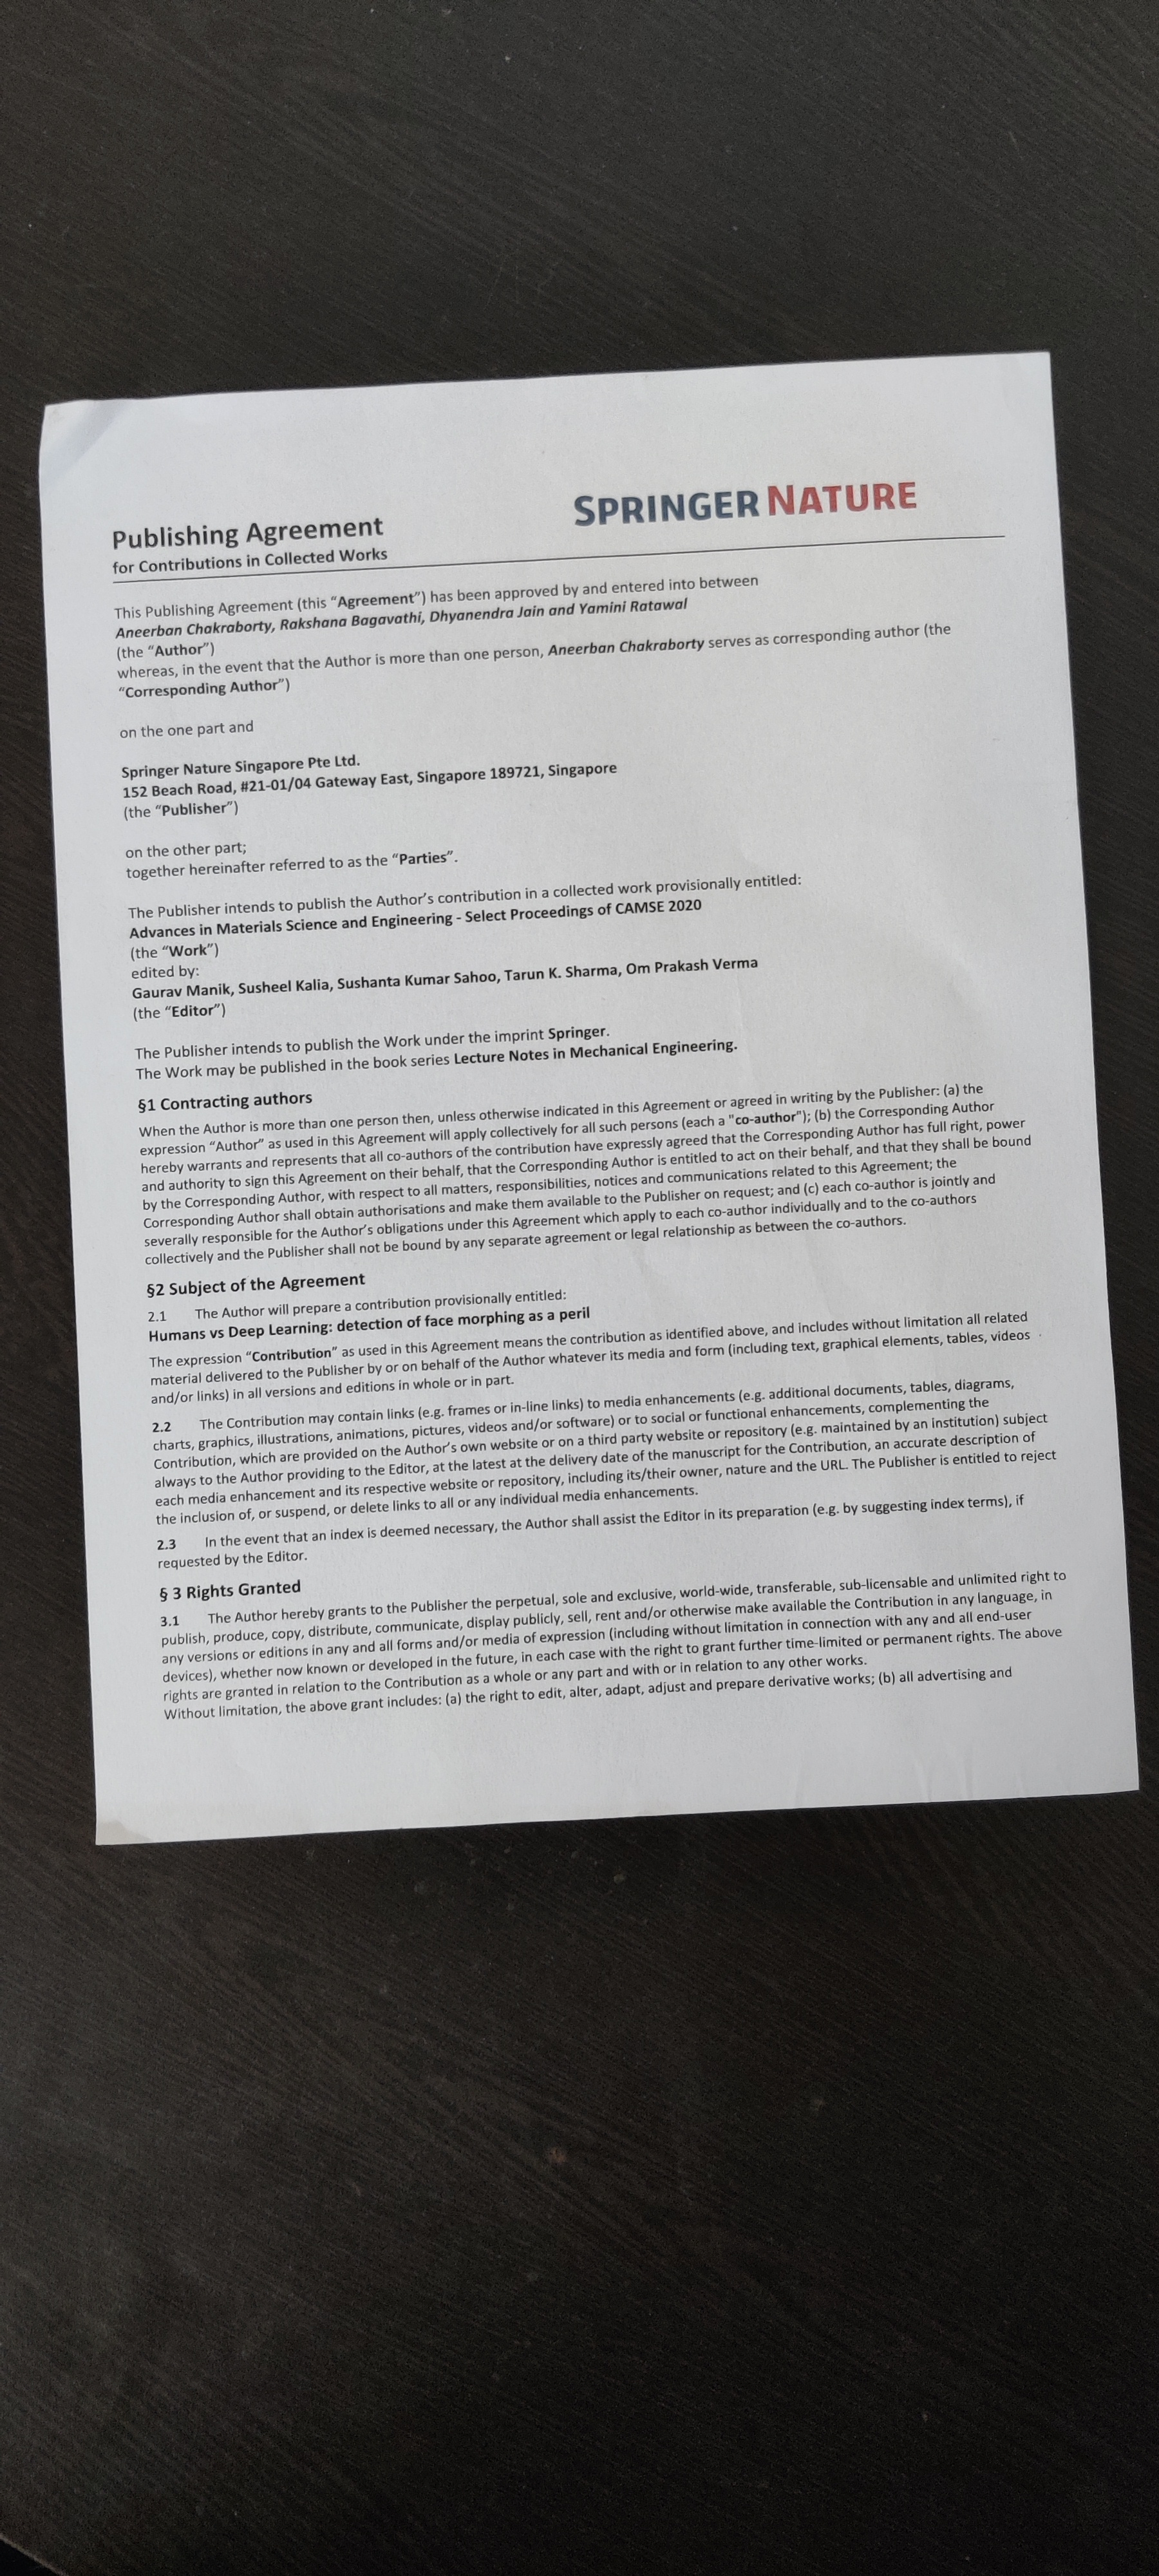 SPRINGER NATURE
Publishing Agreement
for Contributions in Collected Works
This Publishing Agreement (this “Agreement”) has been approved by and entered into between
Aneerban Chakraborty, Rakshana Bagavathi, Dhyanendra Jain and Yamini Ratawal
(the “Author”)
whereas, in the event that the Author is more than one person, Aneerban Chakraborty serves as corresponding author (the
“Corresponding Author”)
on the one part and
Springer Nature Singapore Pte Ltd.
152 Beach Road, #21-01/04 Gateway East, Singapore 189721, Singapore
(the “Publisher”)
on the other part;
together hereinafter referred to as the “Parties”.
The Publisher intends to publish the Author’s contribution in a collected work provisionally entitled:
Advances in Materials Science and Engineering - Select Proceedings of CAMSE 2020
(the “Work”)
edited by:
Gaurav Manik, Susheel Kalia, Sushanta Kumar Sahoo, Tarun K. Sharma, Om Prakash Verma
(the “Editor”)
The Publisher intends to publish the Work under the imprint Springer.
The Work may be published in the book series Lecture Notes in Mechanical Engineering.
§1 Contracting authors
When the Author is more than one person then, unless otherwise indicated in this Agreement or agreed in writing by the Publisher: (a) the
expression “Author” as used in this Agreement will apply collectively for all such persons (each a "co-author"); (b) the Corresponding Author
hereby warrants and represents that all co-authors of the contribution have expressly agreed that the Corresponding Author has full right, power
and authority to sign this Agreement on their behalf, that the Corresponding Author is entitled to act on their behalf, and that they shall be bound
by the Corresponding Author, with respect to all matters, responsibilities, notices and communications related to this Agreement; the
Corresponding Author shall obtain authorisations and make them available to the Publisher on request; and (c) each co-author is jointly and
severally responsible for the Author’s obligations under this Agreement which apply to each co-author individually and to the co-authors
collectively and the Publisher shall not be bound by any separate agreement or legal relationship as between the co-authors.
§2 Subject of the Agreement
2.1 The Author will prepare a contribution provisionally entitled:
Humans vs Deep Learning: detection of face morphing as a peril
The expression “Contribution” as used in this Agreement means the contribution as identified above, and includes without limitation all related
material delivered to the Publisher by or on behalf of the Author whatever its media and form (including text, graphical elements, tables, videos
and/or links) in all versions and editions in whole or in part.
2.2 The Contribution may contain links (e.g. frames or in-line links) to media enhancements (e.g. additional documents, tables, diagrams,
charts, graphics, illustrations, animations, pictures, videos and/or software) or to social or functional enhancements, complementing the
Contribution, which are provided on the Author’s own website or on a third party website or repository (e.g. maintained by an institution) subject
always to the Author providing to the Editor, at the latest at the delivery date of the manuscript for the Contribution, an accurate description of
each media enhancement and its respective website or repository, including its/their owner, nature and the URL. The Publisher is entitled to reject
the inclusion of, or suspend, or delete links to all or any individual media enhancements.
2.3 In the event that an index is deemed necessary, the Author shall assist the Editor in its preparation (e.g. by suggesting index terms), if
requested by the Editor.
§ 3 Rights Granted
3.1 The Author hereby grants to the Publisher the perpetual, sole and exclusive, world-wide, transferable, sub-licensable and unlimited right to
publish, produce, copy, distribute, communicate, display publicly, sell, rent and/or otherwise make available the Contribution in any language, in
any versions or editions in any and all forms and/or media of expression (including without limitation in connection with any and all end-user
devices), whether now known or developed in the future, in each case with the right to grant further time-limited or permanent rights. The above
rights are granted in relation to the Contribution as a whole or any part and with or in relation to any other works.
Without limitation, the above grant includes: (a) the right to edit, alter, adapt, adjust and prepare derivative works; (b) all advertising and